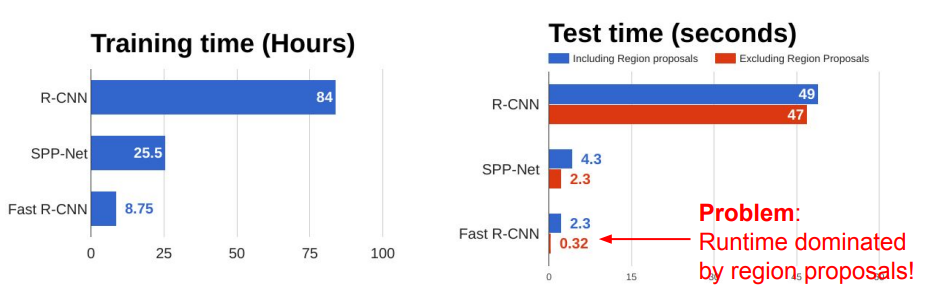 Training time (Hours)
R-CNN
84
SPP-Net
25.5
Fast R-CNN
8.75
0 25 50 75 100
Test time (seconds)
Including Region proposals Excluding Region Proposals
R-CNN
49
47
SPP-Net
4.3
2.3
Fast R-CNN
2.3
0.32
Problem:
Runtime dominated
by region proposals!
0 15 45